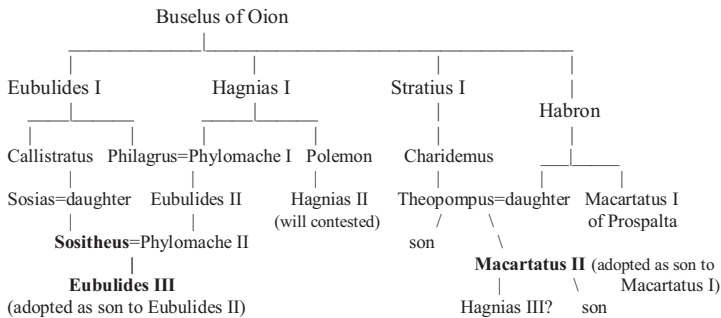 Buselus of Oion
Eubulides I Hagnias I Stratius I
Habron
Callistratus Philagrus=Phylomache I Polemon Charidemus
Sosias=daughter Eubulides II Hagnias II Theopompus=daughter Macartatus I
(will contested) of Prospalta
Sositheus=Phylomache II son
Eubulides III Macartatus II (adopted as son to
(adopted as son to Eubulides II) Hagnias III? son Macartatus I)